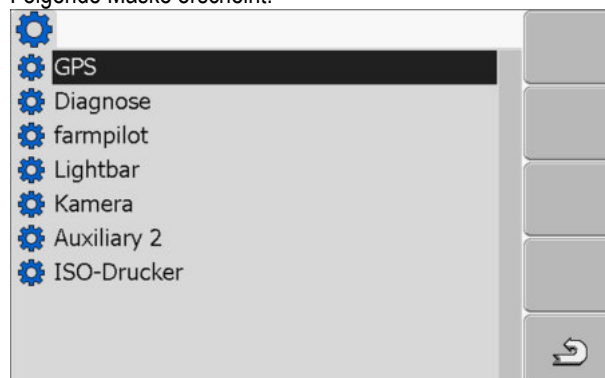 Folgende Maske erscheint:
GPS
Diagnose
farmpilot
Lightbar
Kamera
Auxiliary 2
ISO-Drucker